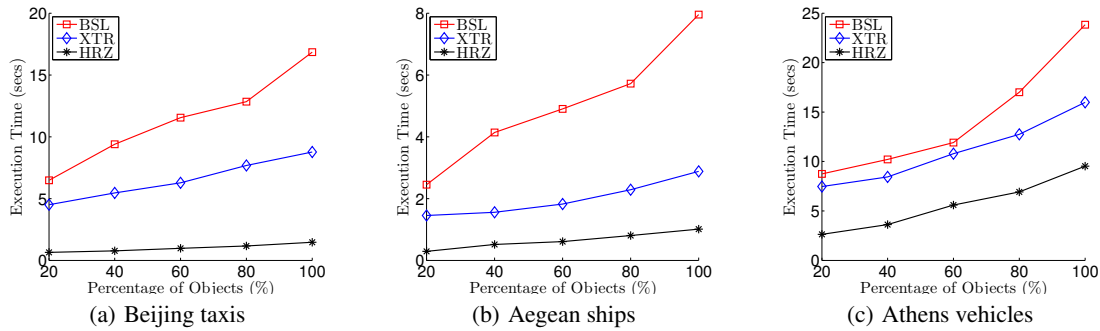 20
15
10
5
0
Execution Time (secs)
BSL
XTR
HRZ
20 40 60 80 100
Percentage of Objects (%)
(a) Beijing taxis
8
6
4
2
0
Execution Time (secs)
BSL
XTR
HRZ
20 40 60 80 100
Percentage of Objects (%)
(b) Aegean ships
25
20
15
10
5
0
Execution Time (secs)
BSL
XTR
HRZ
20 40 60 80 100
Percentage of Objects (%)
(c) Athens vehicles